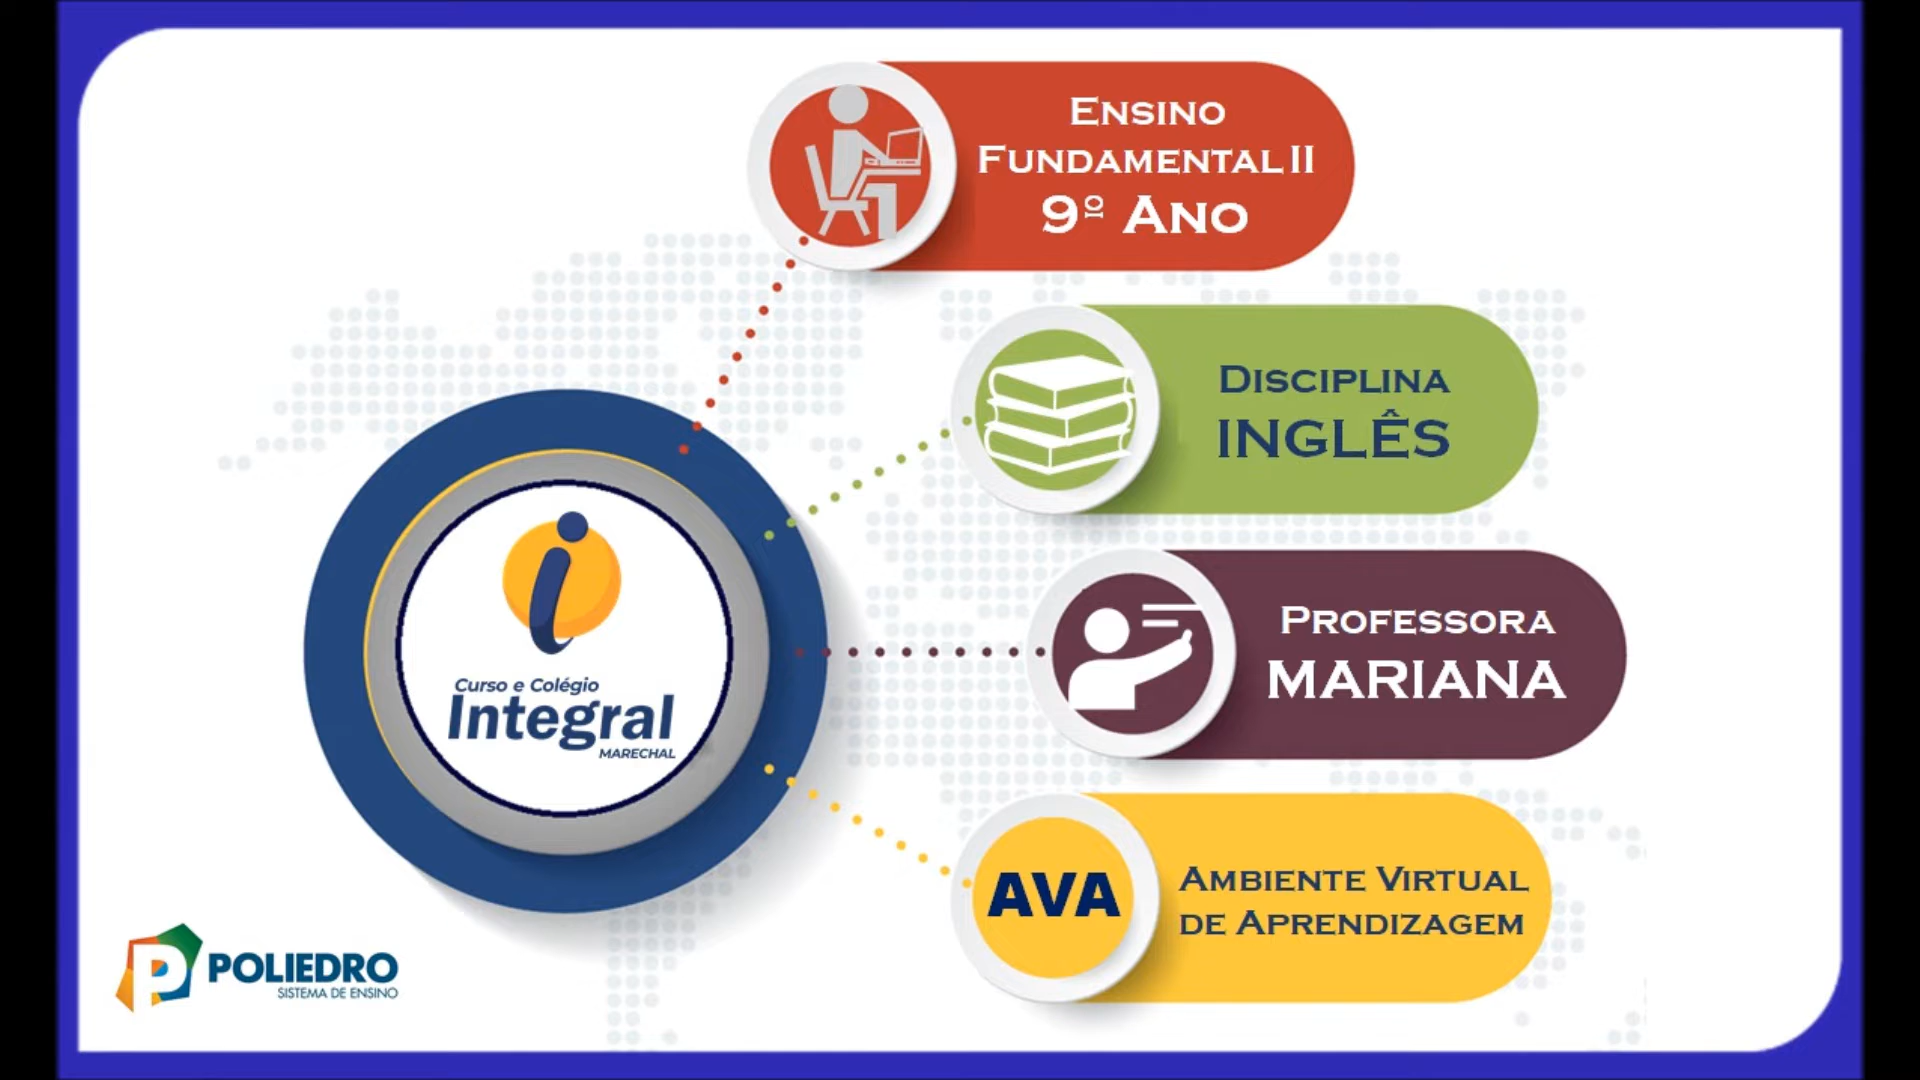 Ensino
Fundamental II
9º Ano
Disciplina
INGLÊS
Professora
MARIANA
AVA
Ambiente Virtual
de Aprendizagem
Curso e Colégio
Integral
MARECHAL
POLIEDRO
SISTEMA DE ENSINO